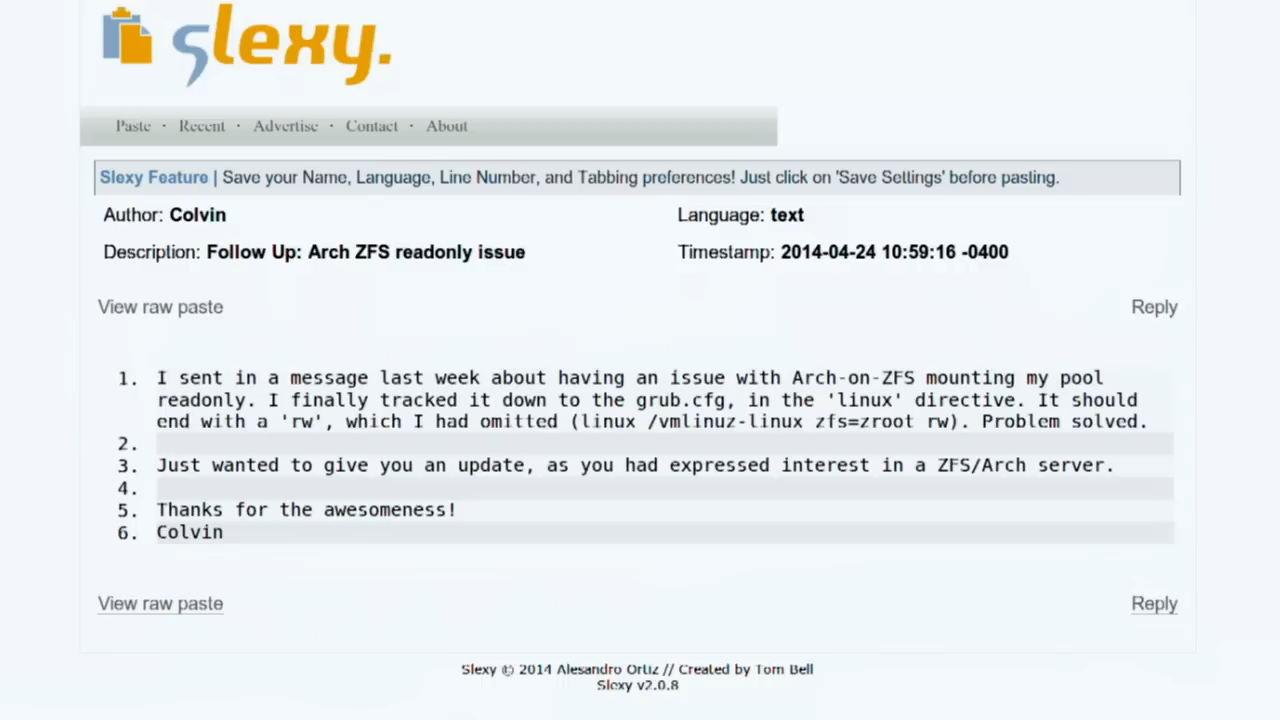 slexy.
Paste · Recent · Advertise · Contact · About
Slexy Feature | Save your Name, Language, Line Number, and Tabbing preferences! Just click on 'Save Settings' before pasting.
Author: Colvin
Language: text
Description: Follow Up: Arch ZFS readonly issue
Timestamp: 2014-04-24 10:59:16 -0400
View raw paste
Reply
1. I sent in a message last week about having an issue with Arch-on-ZFS mounting my pool
readonly. I finally tracked it down to the grub.cfg, in the 'linux' directive. It should
end with a 'rw', which I had omitted (linux /vmlinuz-linux zfs=zroot rw). Problem solved.
2.
3. Just wanted to give you an update, as you had expressed interest in a ZFS/Arch server.
4.
5. Thanks for the awesomeness!
6. Colvin
View raw paste
Reply
Slexy © 2014 Alesandro Ortiz // Created by Tom Bell
Slexy v2.0.8